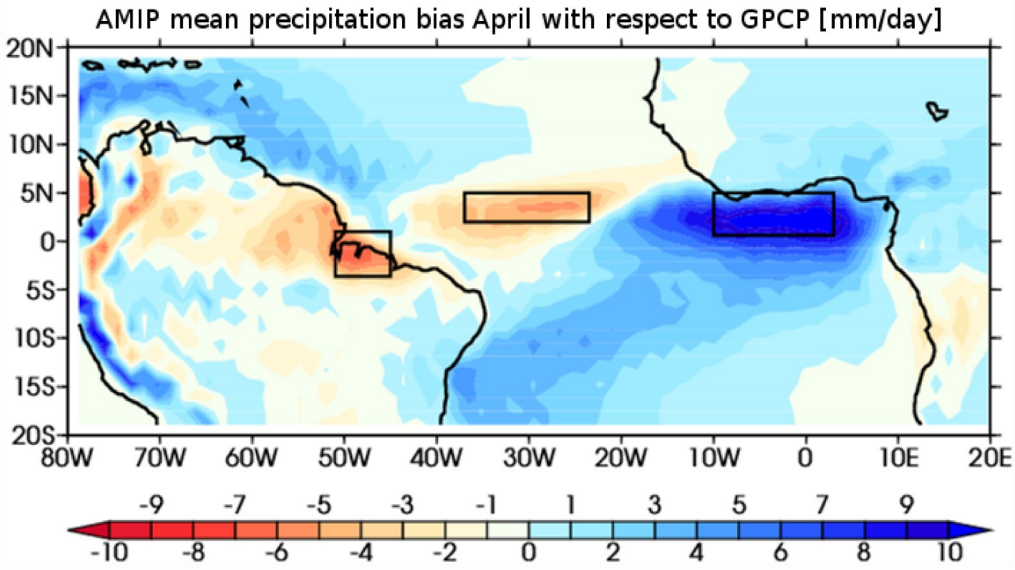 AMIP mean precipitation bias April with respect to GPCP [mm/day]
20N
15N
10N
5N
0
5S
10S
15S
20S
80W 70W 60W 50W 40W 30W 20W 10W 0 10E 20E
-9 -7 -5 -3 -1 1 3 5 7 9
-10 -8 -6 -4 -2 0 2 4 6 8 10